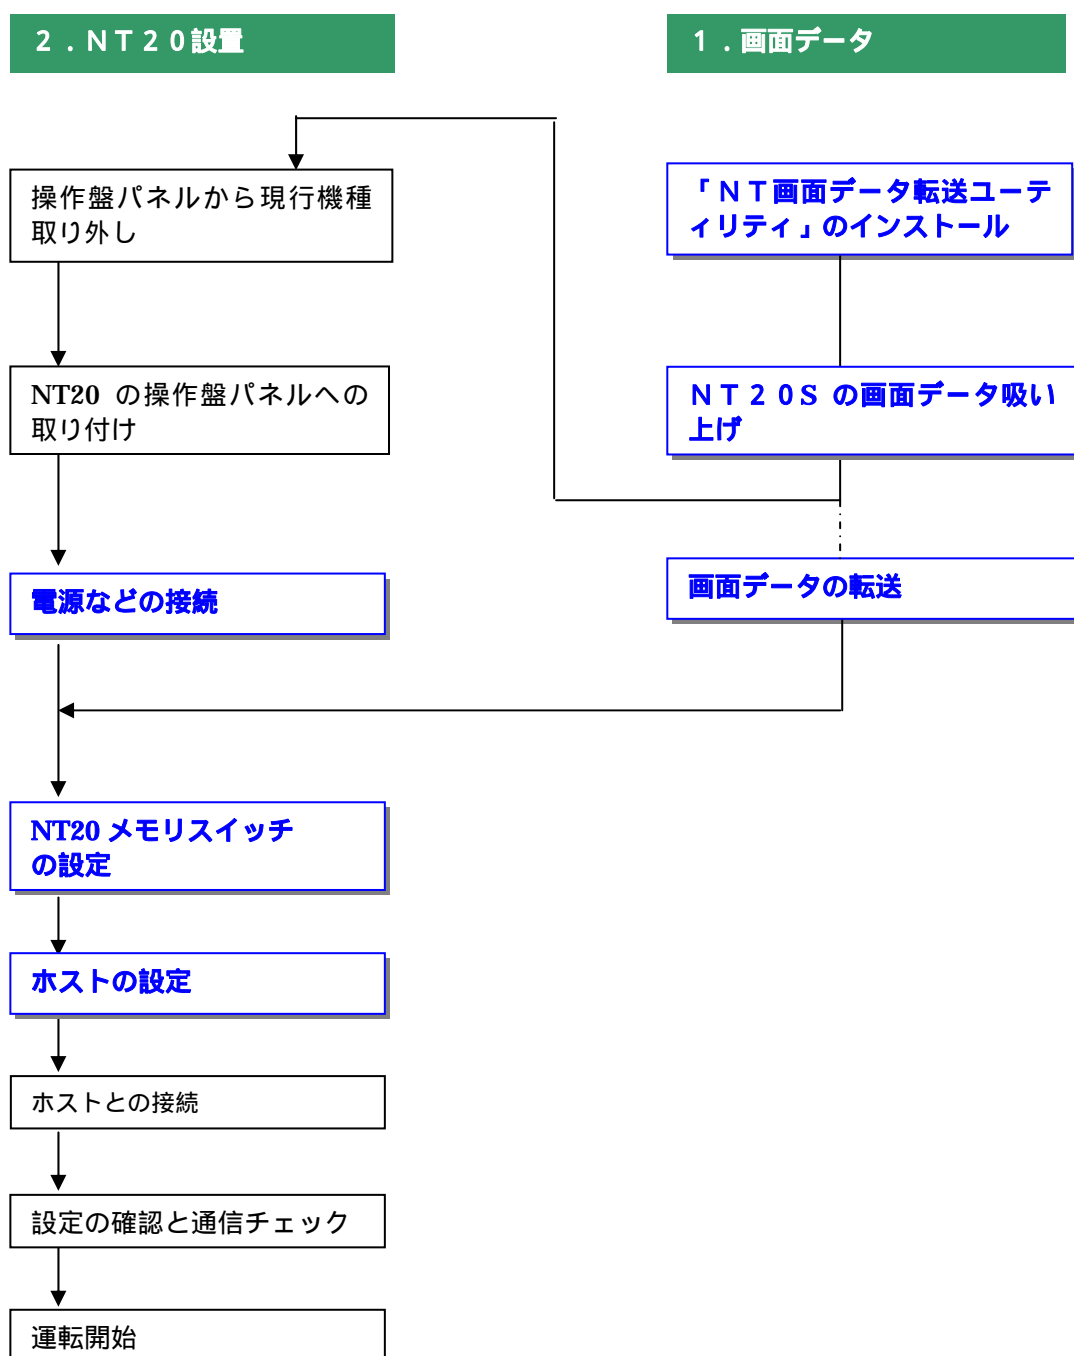 ２．ＮＴ２０設置
１．画面データ
操作盤パネルから現行機種
取り外し
「ＮＴ画面データ転送ユーテ
ィリティ」のインストール
NT20 の操作盤パネルへの
取り付け
ＮＴ２０S の画面データ吸い
上げ
電源などの接続
画面データの転送
NT20 メモリスイッチ
の設定
ホストの設定
ホストとの接続
設定の確認と通信チェック
運転開始